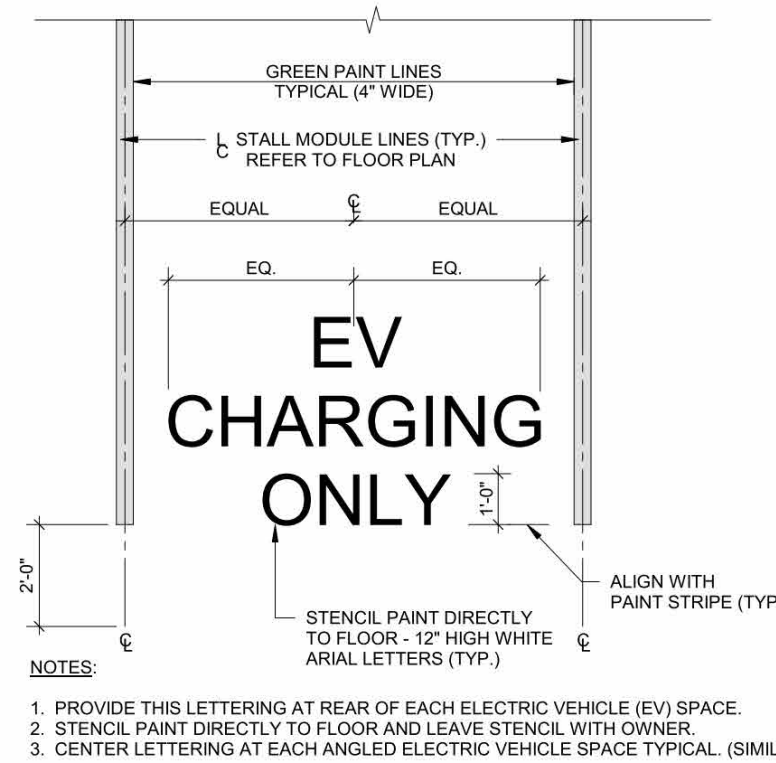 GREEN PAINT LINES
TYPICAL (4" WIDE)
℄ STALL MODULE LINES (TYP.)
REFER TO FLOOR PLAN
EQUAL ℄ EQUAL
EQ. EQ.
EV
CHARGING
ONLY
1'-0"
2'-0"
ALIGN WITH
PAINT STRIPE (TYP
STENCIL PAINT DIRECTLY
TO FLOOR - 12" HIGH WHITE
ARIAL LETTERS (TYP.)
℄ ℄
NOTES:
1. PROVIDE THIS LETTERING AT REAR OF EACH ELECTRIC VEHICLE (EV) SPACE.
2. STENCIL PAINT DIRECTLY TO FLOOR AND LEAVE STENCIL WITH OWNER.
3. CENTER LETTERING AT EACH ANGLED ELECTRIC VEHICLE SPACE TYPICAL. (SIMIL